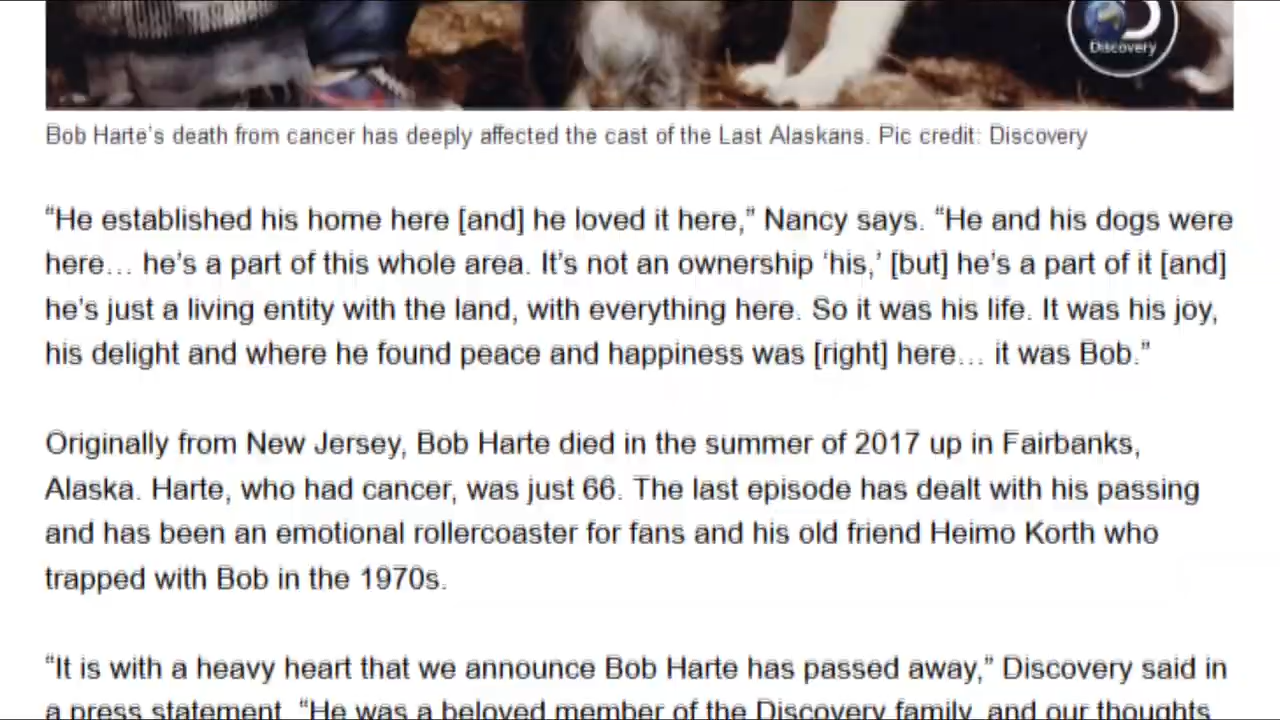 Discovery
Bob Harte's death from cancer has deeply affected the cast of the Last Alaskans. Pic credit: Discovery
“He established his home here [and] he loved it here,” Nancy says. “He and his dogs were
here… he’s a part of this whole area. It’s not an ownership ‘his,’ [but] he’s a part of it [and]
he’s just a living entity with the land, with everything here. So it was his life. It was his joy,
his delight and where he found peace and happiness was [right] here… it was Bob.”
Originally from New Jersey, Bob Harte died in the summer of 2017 up in Fairbanks,
Alaska. Harte, who had cancer, was just 66. The last episode has dealt with his passing
and has been an emotional rollercoaster for fans and his old friend Heimo Korth who
trapped with Bob in the 1970s.
“It is with a heavy heart that we announce Bob Harte has passed away,” Discovery said in
a press statement. “He was a beloved member of the Discovery family, and our thoughts